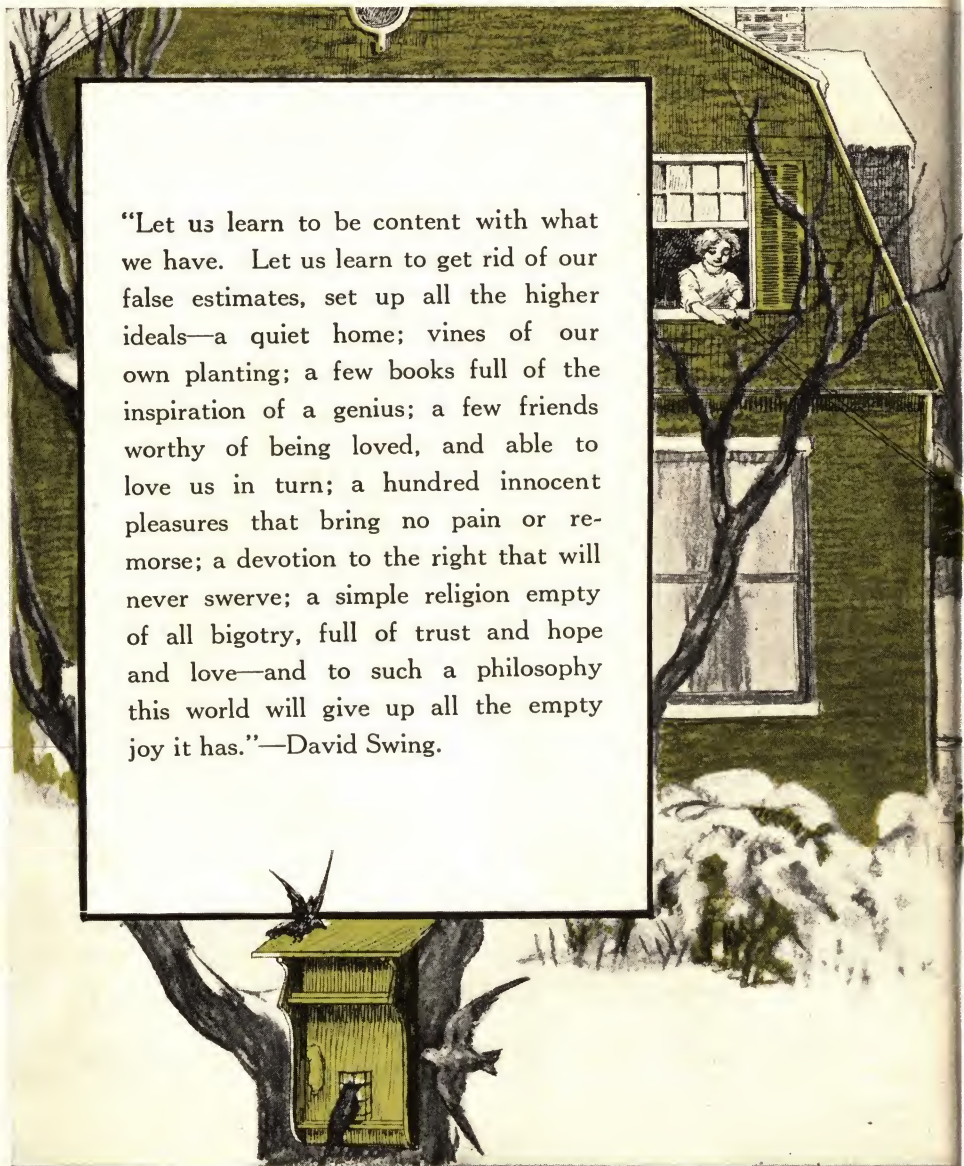 “Let us learn to be content with what
we have. Let us learn to get rid of our
false estimates, set up all the higher
ideals—a quiet home; vines of our
own planting; a few books full of the
inspiration of a genius; a few friends
worthy of being loved, and able to
love us in turn; a hundred innocent
pleasures that bring no pain or re-
morse; a devotion to the right that will
never swerve; a simple religion empty
of all bigotry, full of trust and hope
and love—and to such a philosophy
this world will give up all the empty
joy it has.”—David Swing.